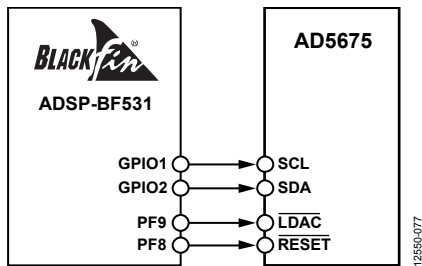 BLACKfin®
ADSP-BF531
AD5675
GPIO1
SCL
GPIO2
SDA
PF9
LDAC
PF8
RESET
12550-077